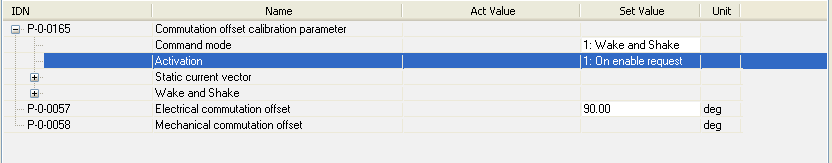 IDN Name Act Value Set Value Unit
P-0-0165 Commutation offset calibration parameter
Command mode 1: Wake and Shake
Activation 1: On enable request
Static current vector
Wake and Shake
P-0-0057 Electrical commutation offset 90.00 deg
P-0-0058 Mechanical commutation offset deg